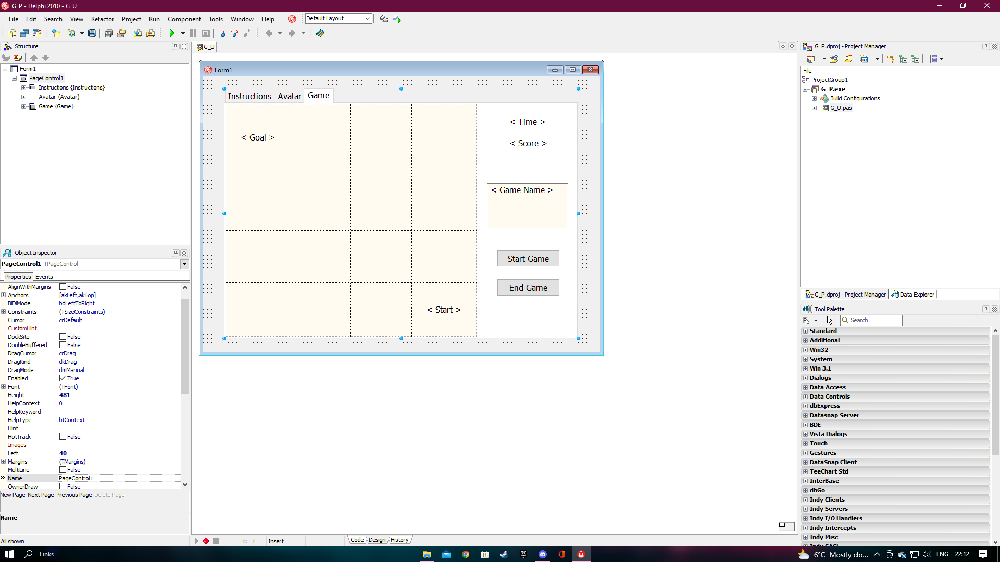 G_P - Delphi 2010 - G_U
File Edit Search View Refactor Project Run Component Tools Window Help Default Layout
Structure
Form1
PageControl1
Instructions {Instructions}
Avatar {Avatar}
Game {Game}
Object Inspector
PageControl1 TPageControl
Properties Events
AlignWithMargins False
Anchors [akLeft,akTop]
BiDiMode bdLeftToRight
Constraints (TSizeConstraints)
Cursor crDefault
CustomHint
DockSite False
DoubleBuffered False
DragCursor crDrag
DragKind dkDrag
DragMode dmManual
Enabled True
Font (TFont)
Height 481
HelpContext 0
HelpKeyword
HelpType htContext
Hint
HotTrack False
Images
Left 40
Margins (TMargins)
MultiLine False
Name PageControl1
OwnerDraw False
New Page Next Page Previous Page Delete Page
Name
All shown
G_U
Form1
Instructions Avatar Game
< Goal >
< Time >
< Score >
< Game Name >
Start Game
End Game
< Start >
1: 1 Insert
Code Design History
G_P.dproj - Project Manager
File
ProjectGroup1
G_P.exe
Build Configurations
G_U.pas
G_P.dproj - Project Manager Data Explorer
Tool Palette
Search
Standard
Additional
Win32
System
Win 3.1
Dialogs
Data Access
Data Controls
dbExpress
Datasnap Server
BDE
Vista Dialogs
Touch
Gestures
DataSnap Client
TeeChart Std
InterBase
dbGo
Indy Clients
Indy Servers
Indy I/O Handlers
Indy Intercepts
Indy Misc
Indy SASL
Links
EPIC
6°C Mostly clo... ENG 22:12